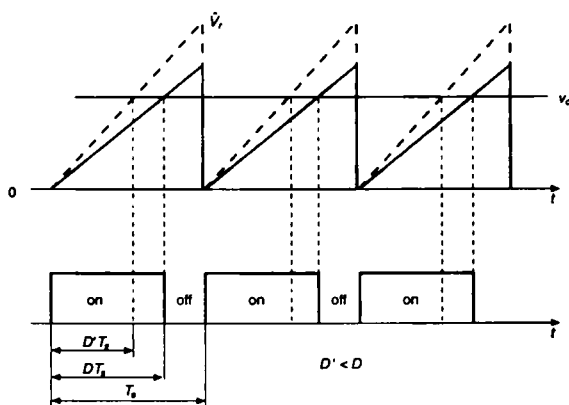 V̂r
vc
0
t
on off on off on
t
D'Ts
DTs
D' < D
Ts